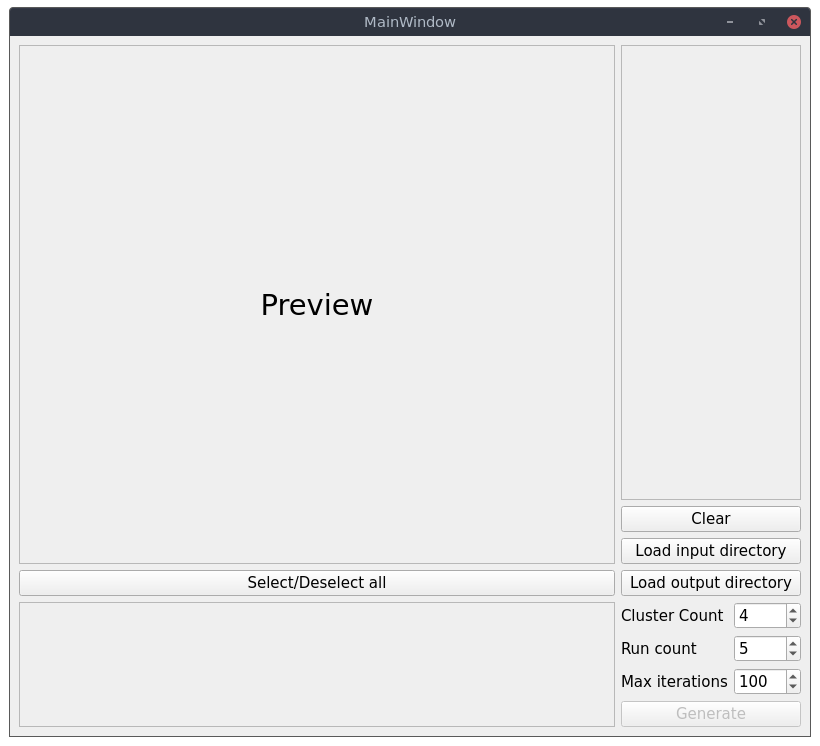 MainWindow
Preview
Clear
Load input directory
Select/Deselect all
Load output directory
Cluster Count 4
Run count 5
Max iterations 100
Generate